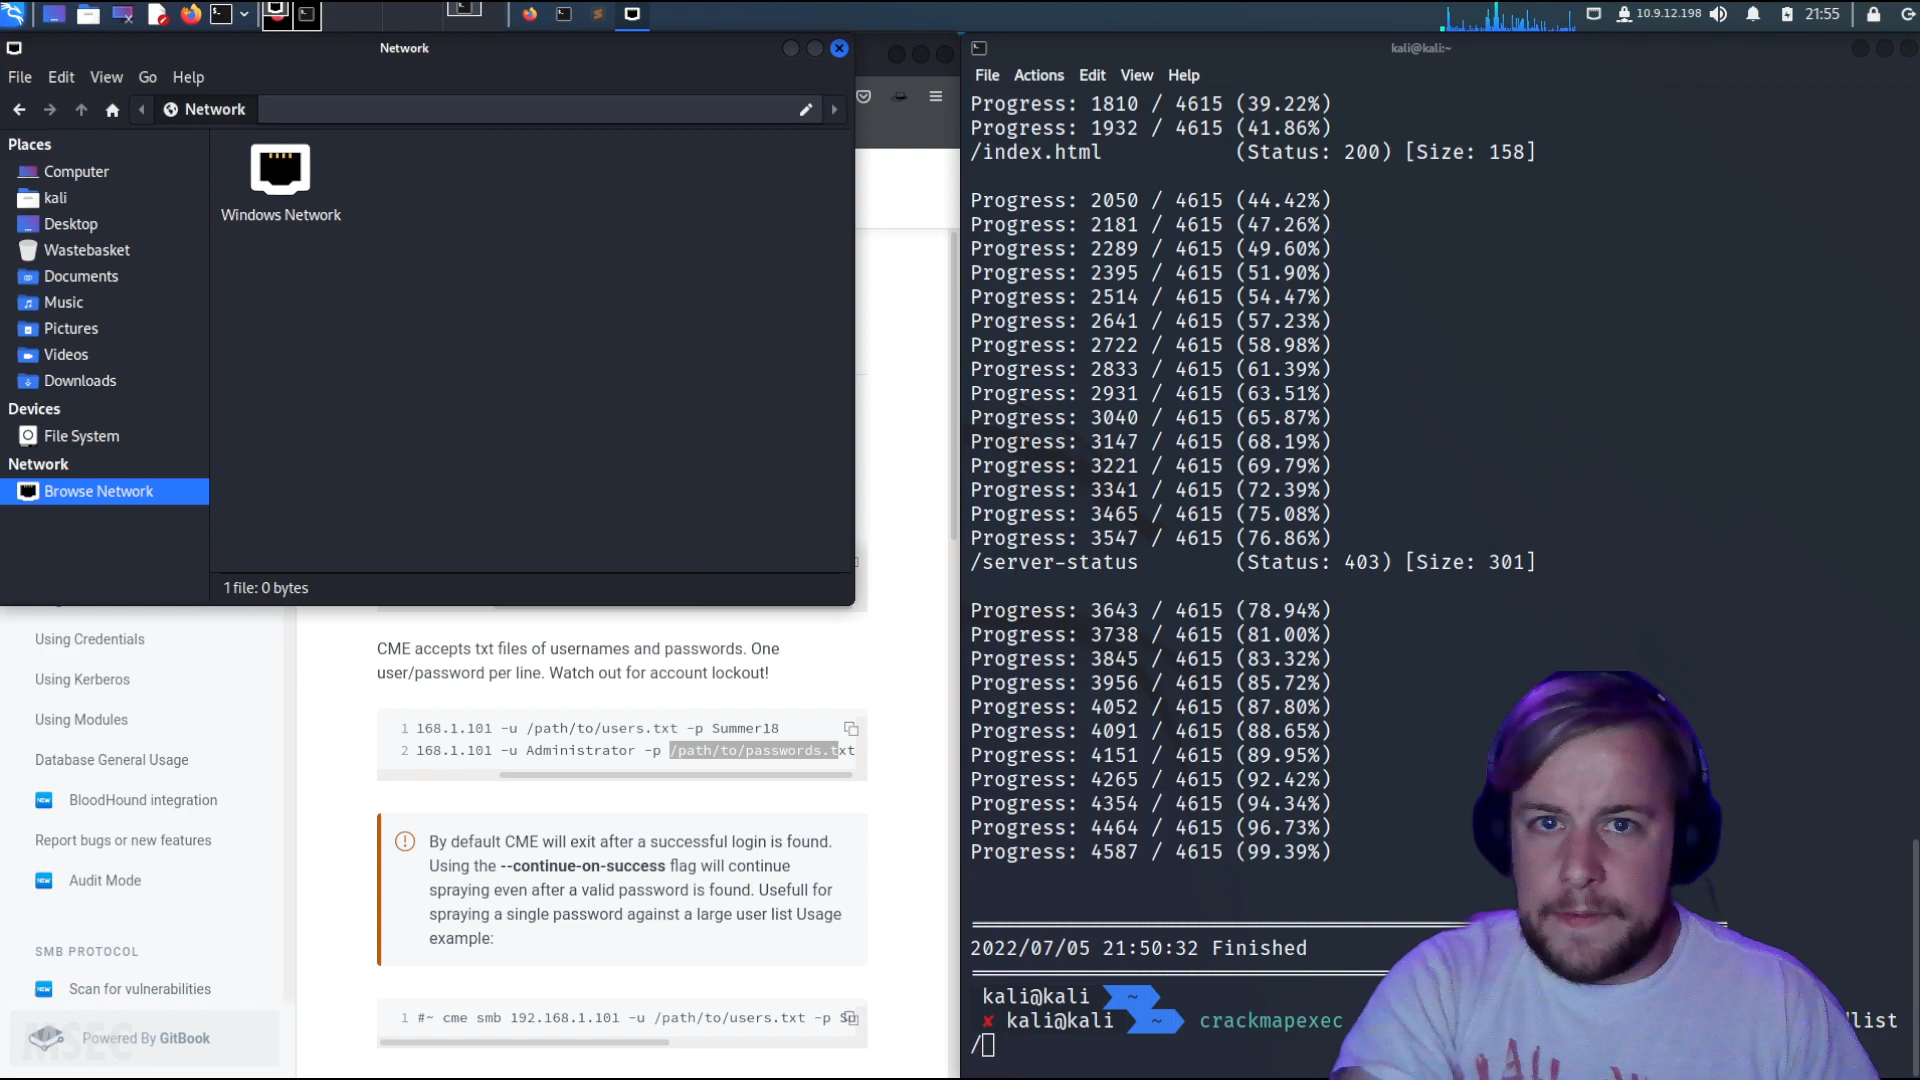 10.9.12.198
21:55
Network
File Edit View Go Help
Network
Places
Computer
kali
Desktop
Wastebasket
Documents
Music
Pictures
Videos
Downloads
Devices
File System
Network
Browse Network
Windows Network
1 file: 0 bytes
Using Credentials
Using Kerberos
Using Modules
Database General Usage
NEW BloodHound integration
Report bugs or new features
NEW Audit Mode
SMB PROTOCOL
NEW Scan for vulnerabilities
MSEC
Powered By GitBook
CME accepts txt files of usernames and passwords. One
user/password per line. Watch out for account lockout!
1 168.1.101 -u /path/to/users.txt -p Summer18
2 168.1.101 -u Administrator -p /path/to/passwords.txt
By default CME will exit after a successful login is found.
Using the --continue-on-success flag will continue
spraying even after a valid password is found. Usefull for
spraying a single password against a large user list Usage
example:
1 #~ cme smb 192.168.1.101 -u /path/to/users.txt -p Su
kali@kali:~
File Actions Edit View Help
Progress: 1810 / 4615 (39.22%)
Progress: 1932 / 4615 (41.86%)
/index.html (Status: 200) [Size: 158]
Progress: 2050 / 4615 (44.42%)
Progress: 2181 / 4615 (47.26%)
Progress: 2289 / 4615 (49.60%)
Progress: 2395 / 4615 (51.90%)
Progress: 2514 / 4615 (54.47%)
Progress: 2641 / 4615 (57.23%)
Progress: 2722 / 4615 (58.98%)
Progress: 2833 / 4615 (61.39%)
Progress: 2931 / 4615 (63.51%)
Progress: 3040 / 4615 (65.87%)
Progress: 3147 / 4615 (68.19%)
Progress: 3221 / 4615 (69.79%)
Progress: 3341 / 4615 (72.39%)
Progress: 3465 / 4615 (75.08%)
Progress: 3547 / 4615 (76.86%)
/server-status (Status: 403) [Size: 301]
Progress: 3643 / 4615 (78.94%)
Progress: 3738 / 4615 (81.00%)
Progress: 3845 / 4615 (83.32%)
Progress: 3956 / 4615 (85.72%)
Progress: 4052 / 4615 (87.80%)
Progress: 4091 / 4615 (88.65%)
Progress: 4151 / 4615 (89.95%)
Progress: 4265 / 4615 (92.42%)
Progress: 4354 / 4615 (94.34%)
Progress: 4464 / 4615 (96.73%)
Progress: 4587 / 4615 (99.39%)
2022/07/05 21:50:32 Finished
kali@kali ~
✘ kali@kali ~ crackmapexec list
/